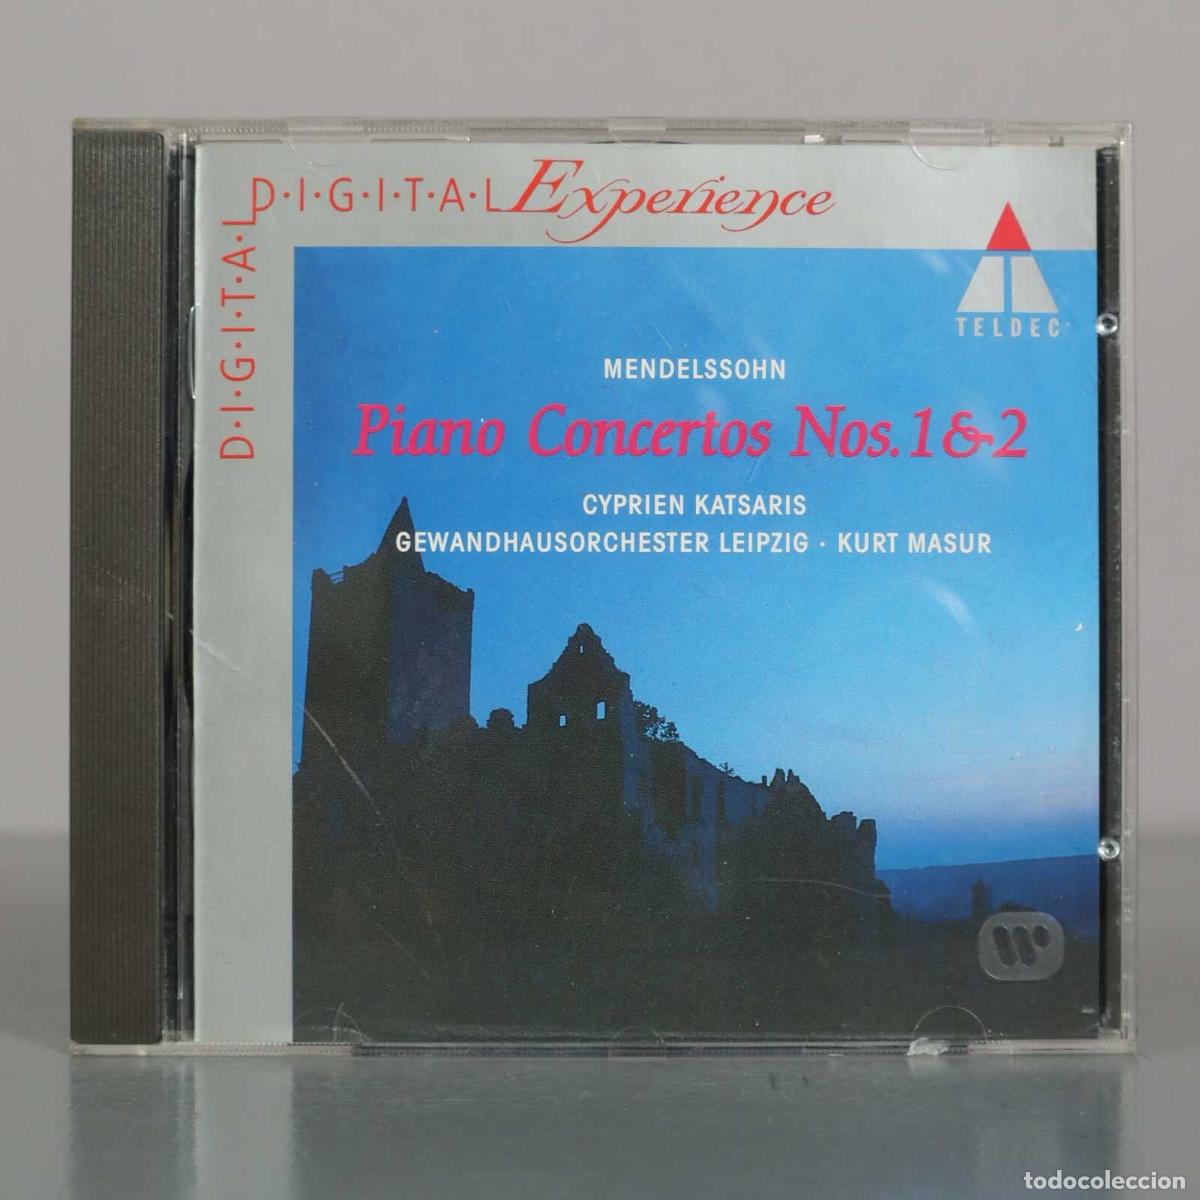 D·I·G·I·T·A·L Experience
D·I·G·I·T·A·L
TELDEC
MENDELSSOHN
Piano Concertos Nos. 1 & 2
CYPRIEN KATSARIS
GEWANDHAUSORCHESTER LEIPZIG · KURT MASUR
todocoleccion